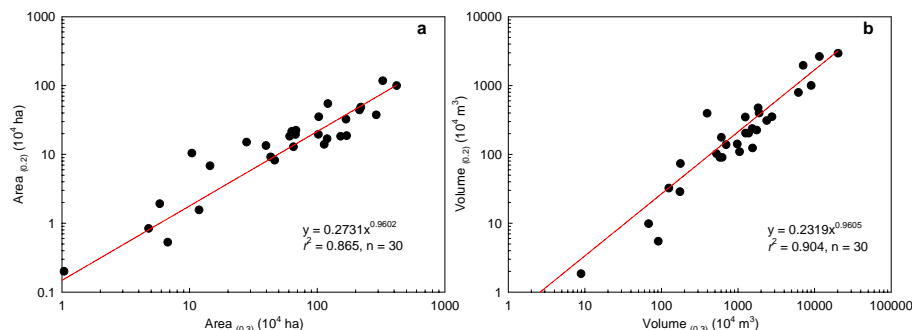 1000
100
10
1
0.1
1
10
100
1000
Area (0.2) (10⁴ ha)
Area (0.3) (10⁴ ha)
a
y = 0.2731x^0.9602
r² = 0.865, n = 30
10000
1000
100
10
1
1
10
100
1000
10000
100000
Volume (0.2) (10⁴ m³)
Volume (0.3) (10⁴ m³)
b
y = 0.2319x^0.9605
r² = 0.904, n = 30